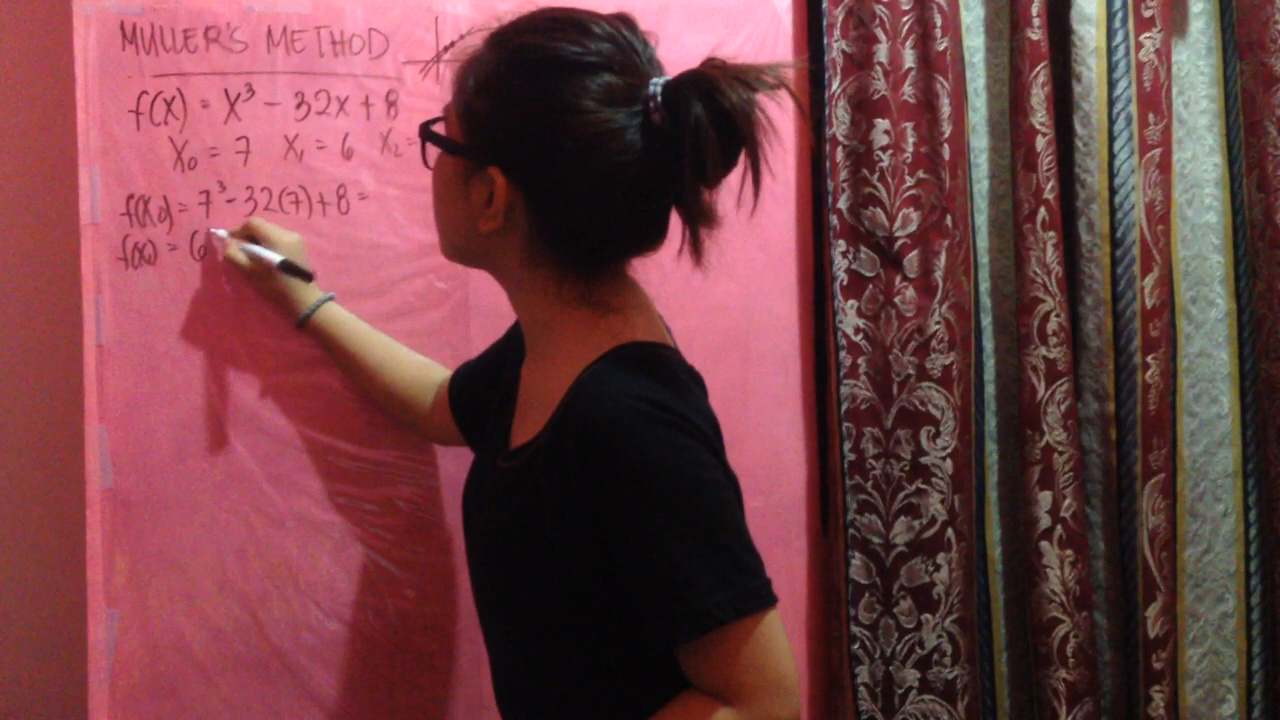 MULLER'S METHOD
f(x) = x³ - 32x + 8
x₀ = 7 x₁ = 6 x₂ =
f(x₀) = 7³ - 32(7) + 8 =
f(x₁) = 6